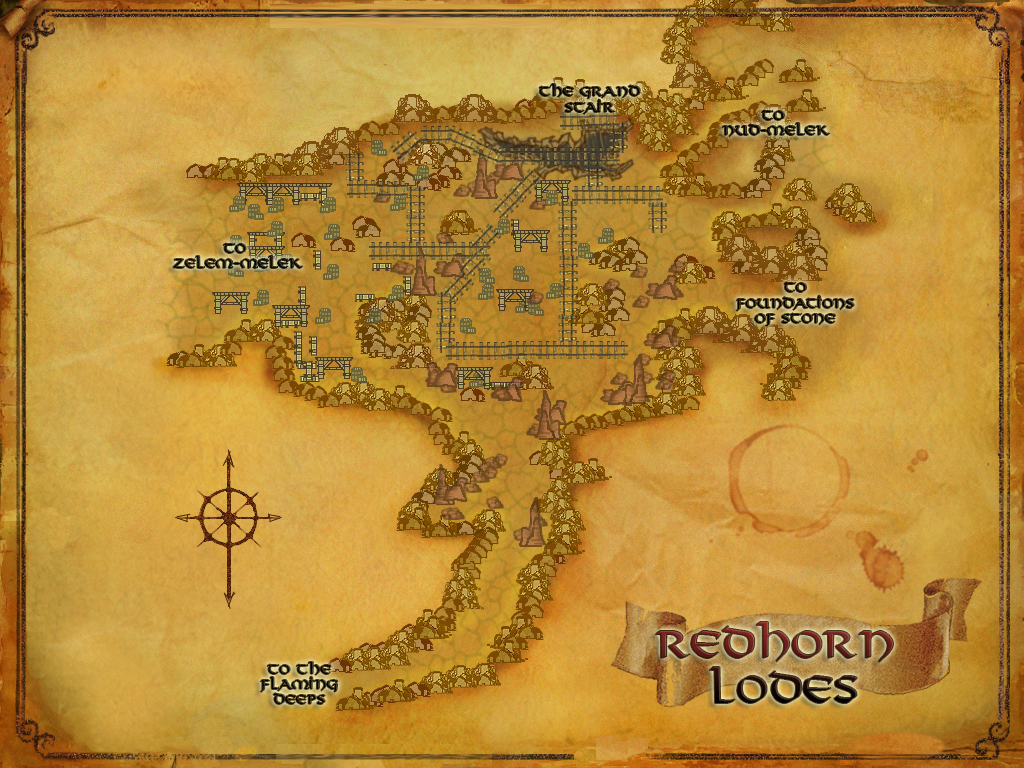 the Grand
Stair
to
Nud-Melek
to
Zelem-Melek
to
Foundations
of Stone
to the
Flaming
Deeps
Redhorn
Lodes